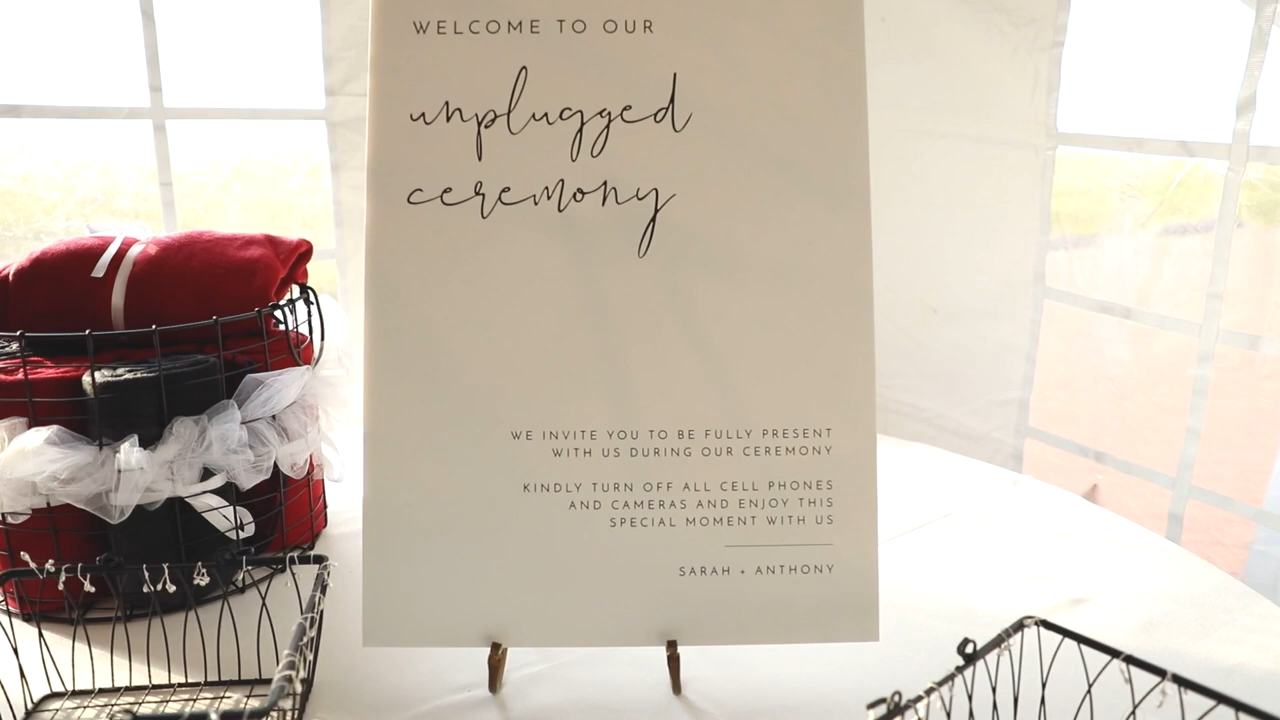 WELCOME TO OUR
unplugged
ceremony
WE INVITE YOU TO BE FULLY PRESENT
WITH US DURING OUR CEREMONY
KINDLY TURN OFF ALL CELL PHONES
AND CAMERAS AND ENJOY THIS
SPECIAL MOMENT WITH US
SARAH + ANTHONY